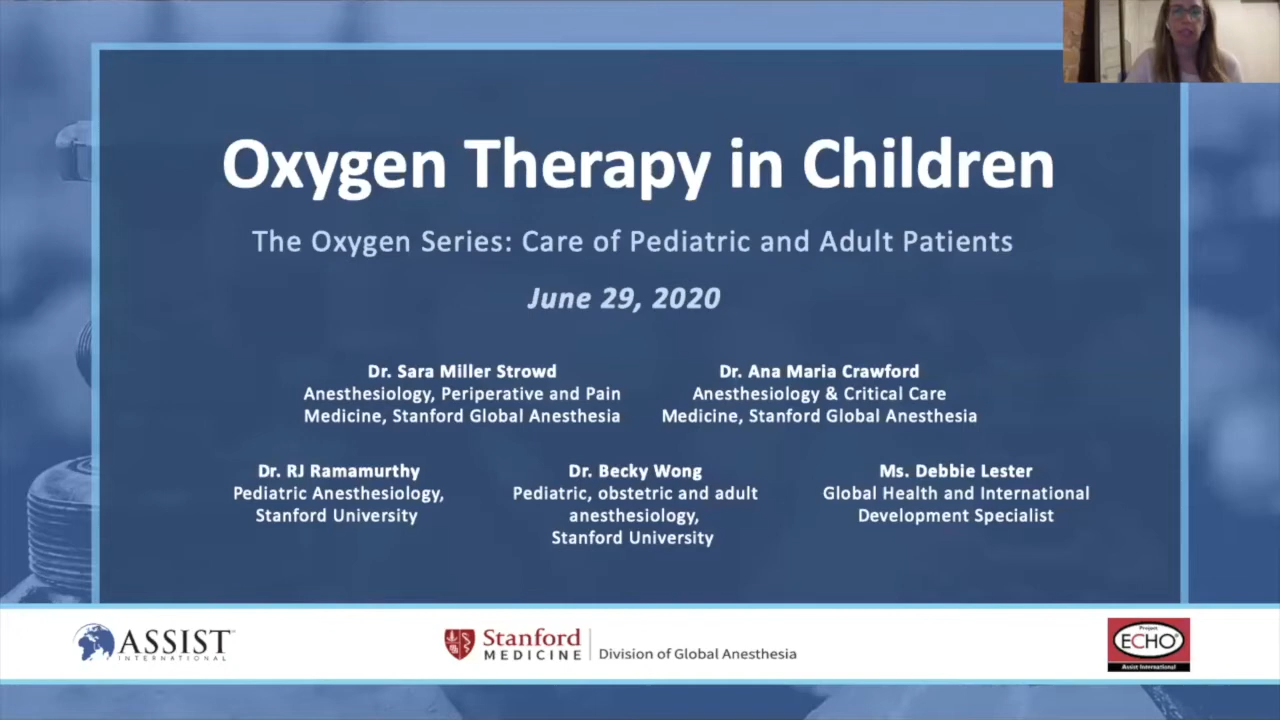 Oxygen Therapy in Children
The Oxygen Series: Care of Pediatric and Adult Patients
June 29, 2020
Dr. Sara Miller Strowd
Anesthesiology, Periperative and Pain
Medicine, Stanford Global Anesthesia
Dr. Ana Maria Crawford
Anesthesiology & Critical Care
Medicine, Stanford Global Anesthesia
Dr. RJ Ramamurthy
Pediatric Anesthesiology,
Stanford University
Dr. Becky Wong
Pediatric, obstetric and adult
anesthesiology,
Stanford University
Ms. Debbie Lester
Global Health and International
Development Specialist
ASSIST
INTERNATIONAL
Stanford
MEDICINE
Division of Global Anesthesia
Project
ECHO®
Assist International